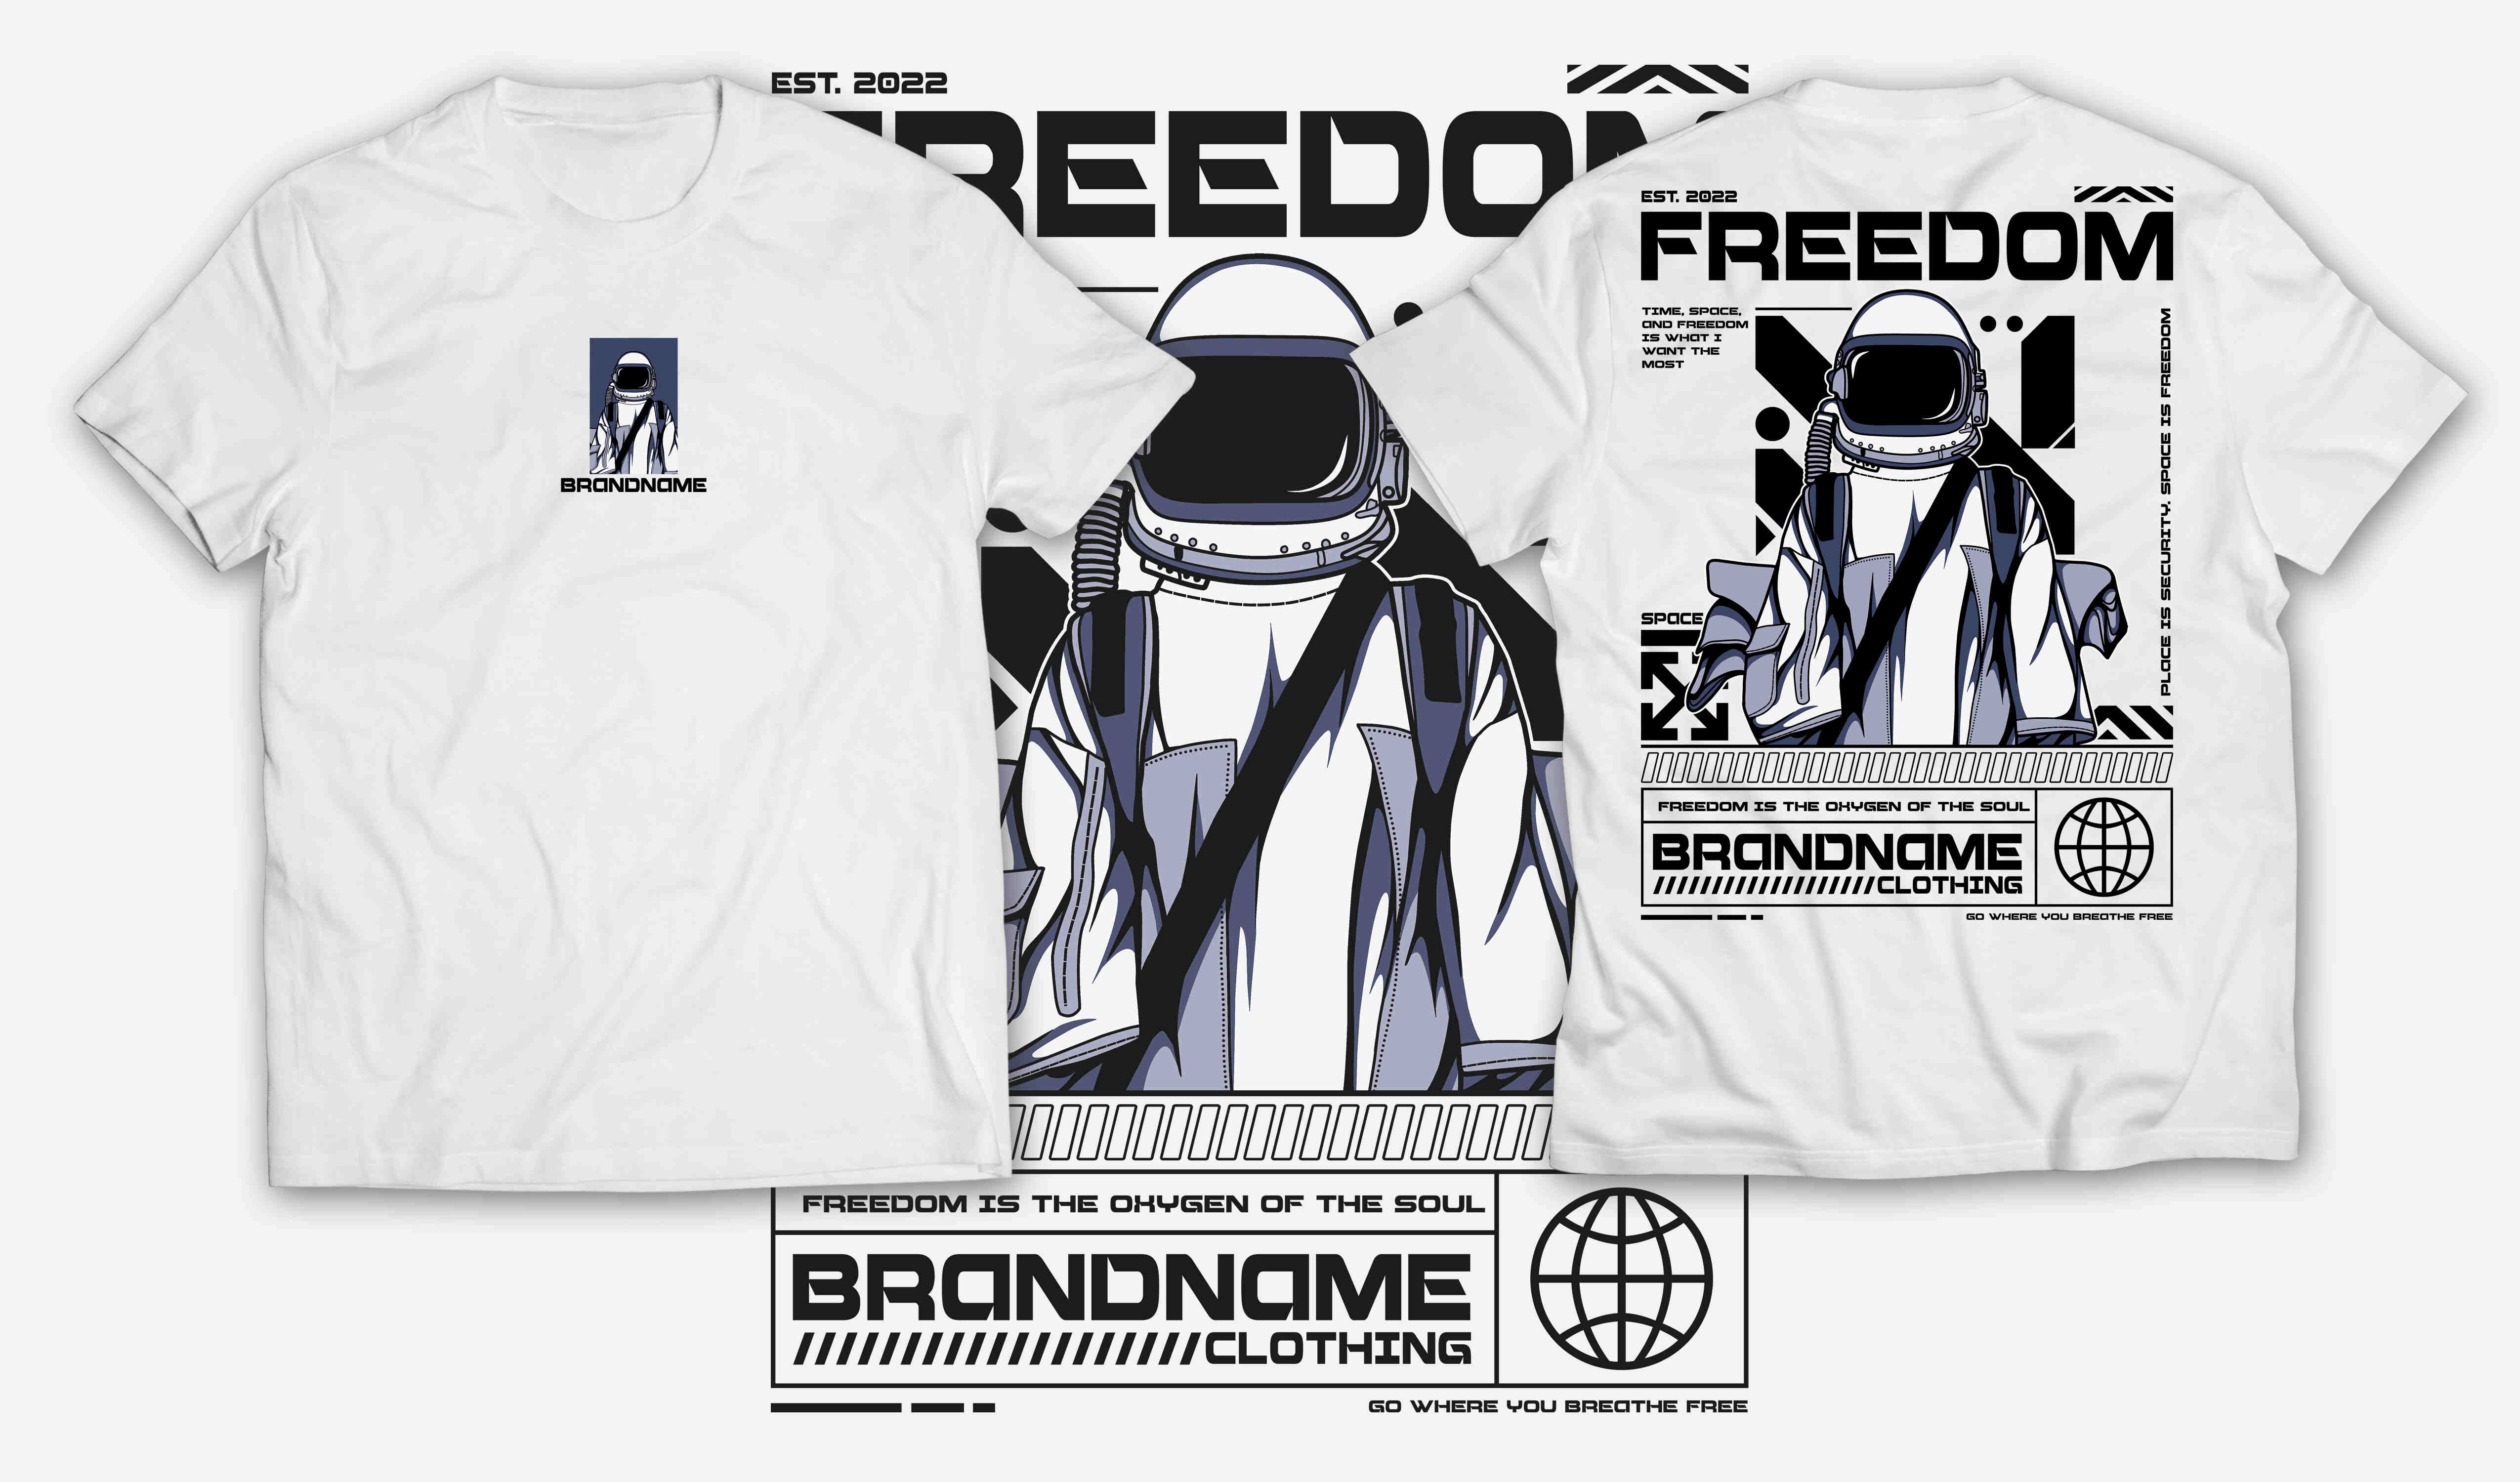 EST. 2022
FREEDOM
BRANDNAME
EST. 2022
FREEDOM
TIME, SPACE,
AND FREEDOM
IS WHAT I
WANT THE
MOST
PLACE IS SECURITY. SPACE IS FREEDOM
SPACE
FREEDOM IS THE OXYGEN OF THE SOUL
BRANDNAME
CLOTHING
GO WHERE YOU BREATHE FREE
FREEDOM IS THE OXYGEN OF THE SOUL
BRANDNAME
CLOTHING
GO WHERE YOU BREATHE FREE